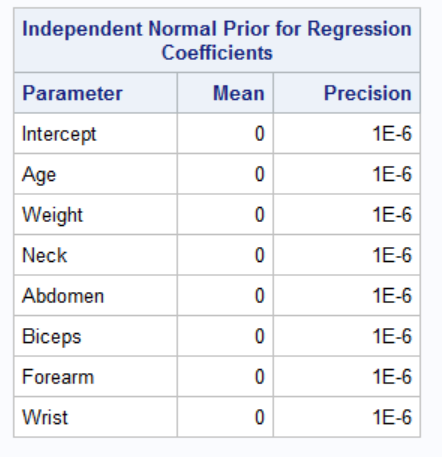 Independent Normal Prior for Regression
Coefficients
Parameter Mean Precision
Intercept 0 1E-6
Age 0 1E-6
Weight 0 1E-6
Neck 0 1E-6
Abdomen 0 1E-6
Biceps 0 1E-6
Forearm 0 1E-6
Wrist 0 1E-6